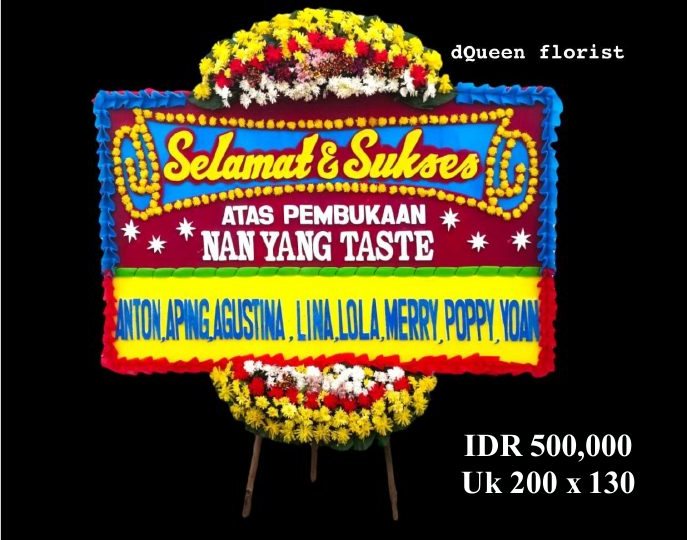 dQueen florist
Selamat & Sukses
ATAS PEMBUKAAN
NAN YANG TASTE
ANTON,APING,AGUSTINA , LINA,LOLA,MERRY,POPPY,YOAN
IDR 500,000
Uk 200 x 130